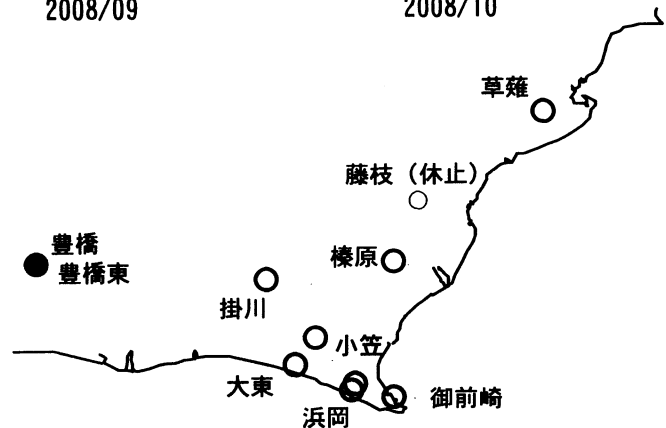 2008/09
2008/10
草薙
藤枝（休止）
榛原
豊橋
豊橋東
掛川
小笠
大東
御前崎
浜岡